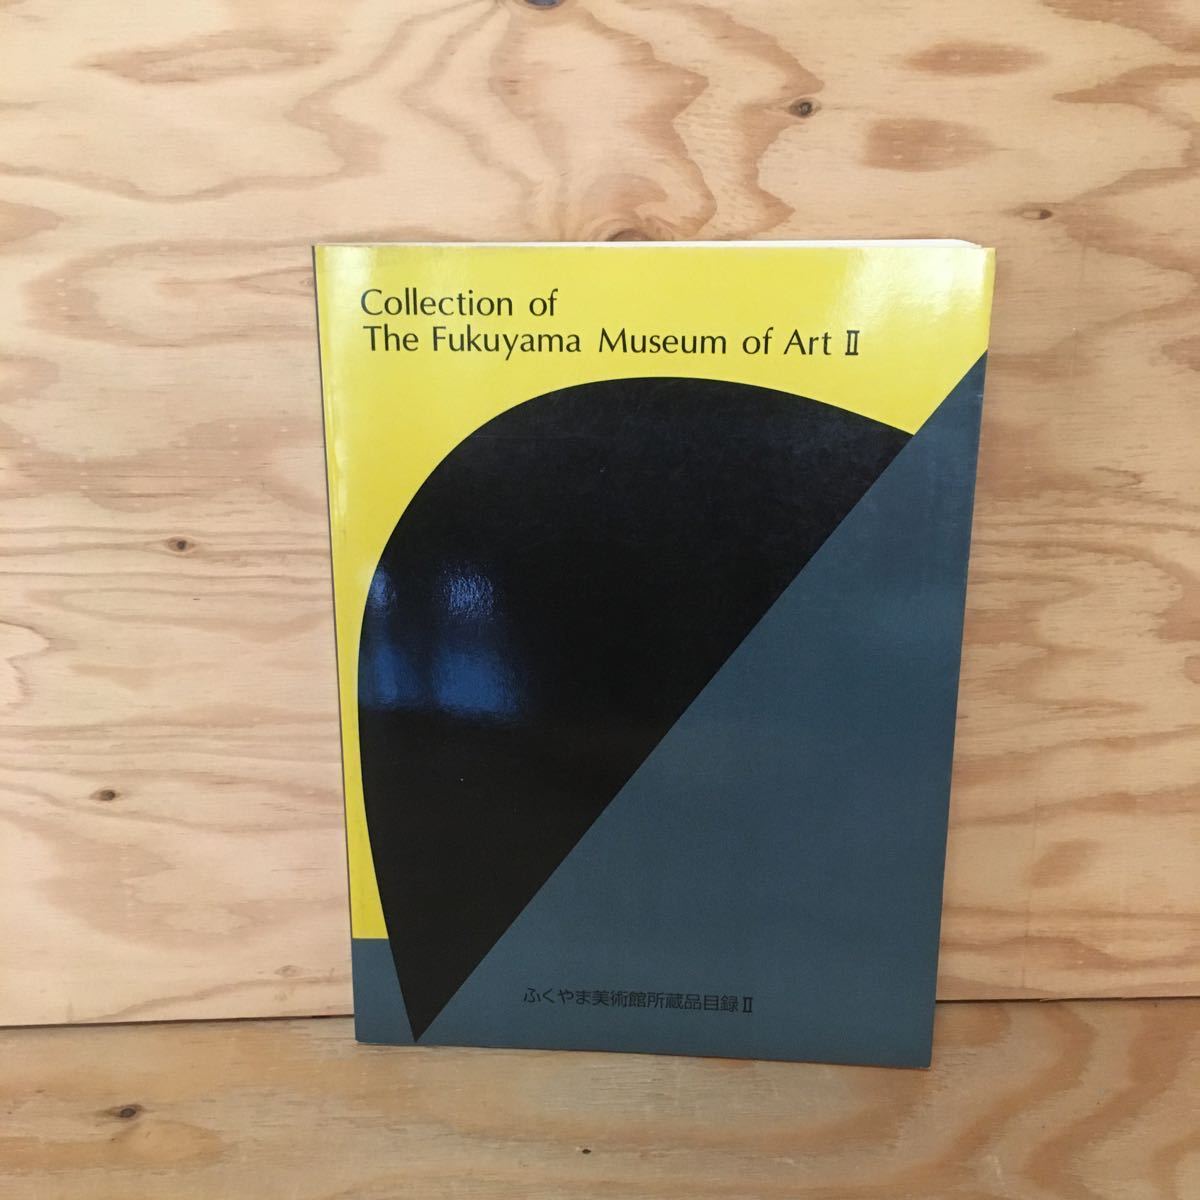 Collection of
The Fukuyama Museum of Art Ⅱ
ふくやま美術館所蔵品目録Ⅱ